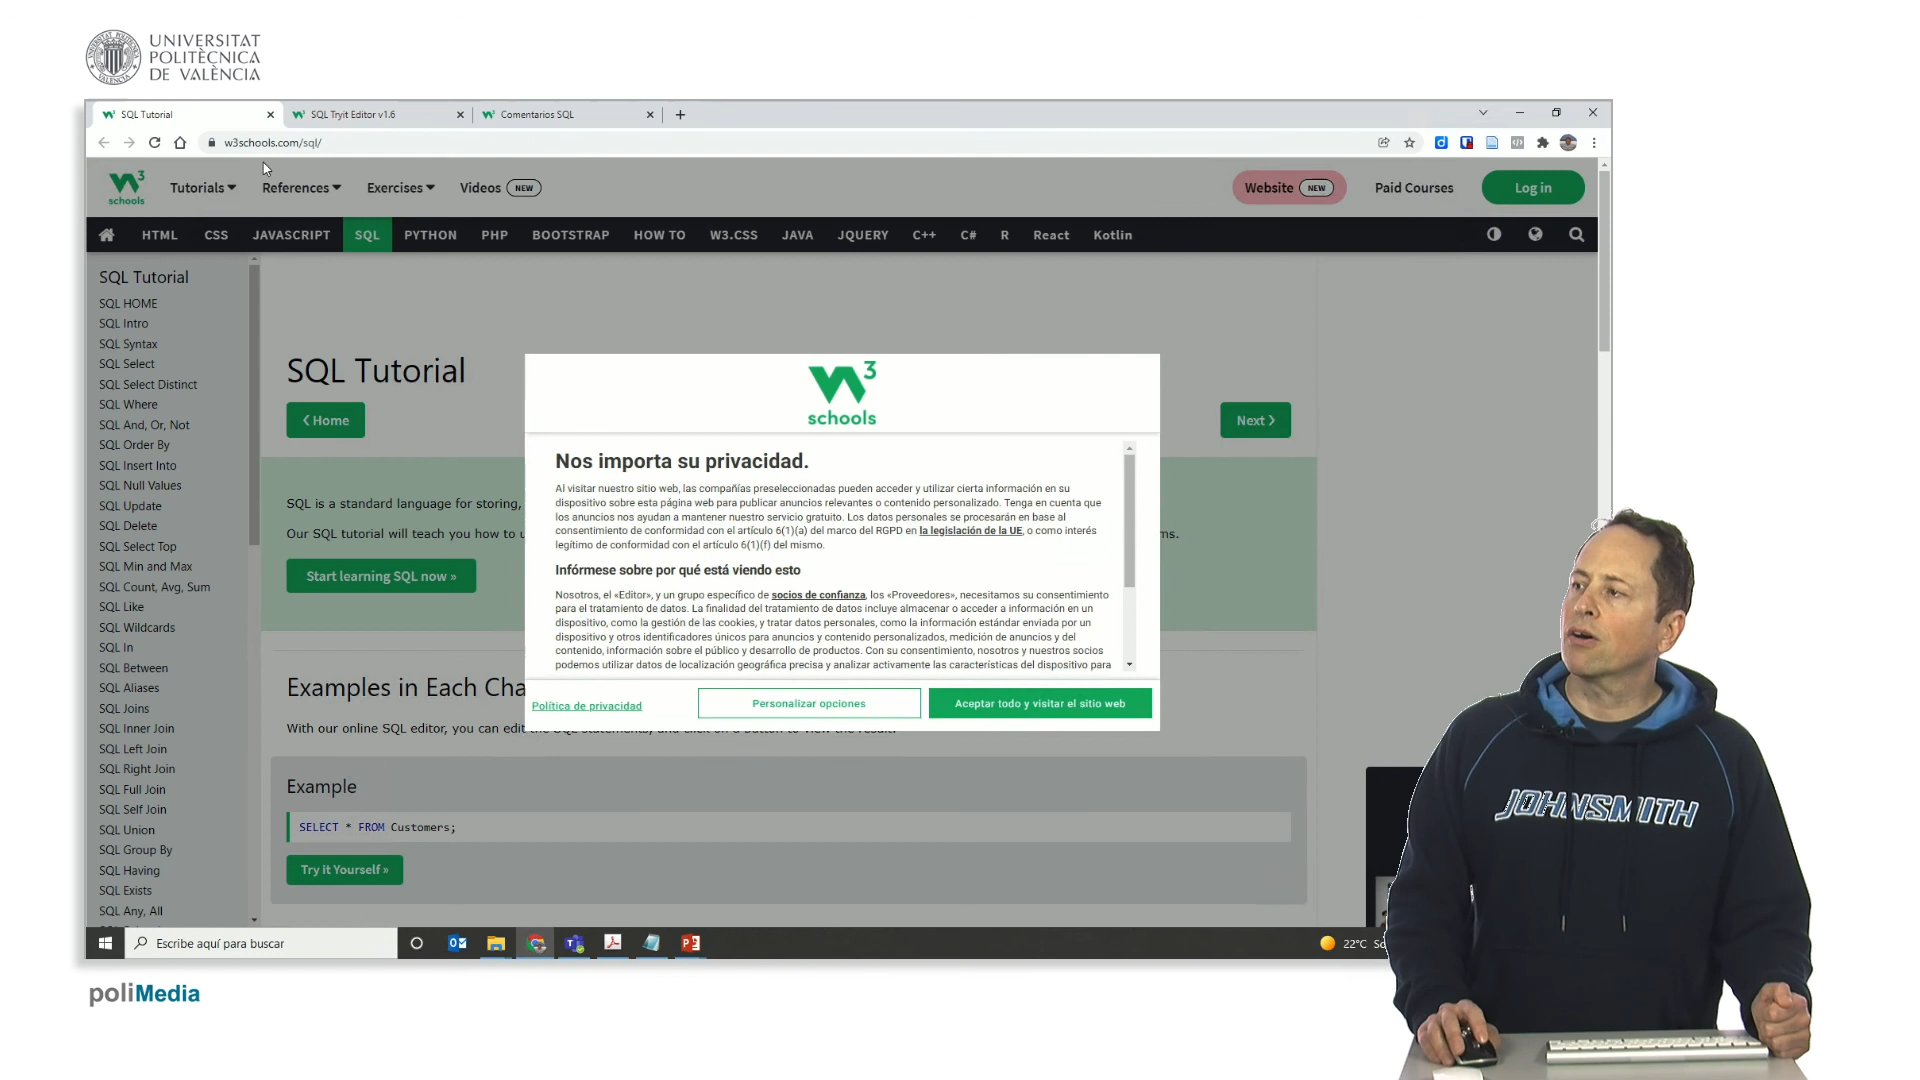 UNIVERSITAT
POLITÈCNICA
DE VALÈNCIA
SQL Tutorial
SQL Tryit Editor v1.6
Comentarios SQL
w3schools.com/sql/
3
schools
Tutorials
References
Exercises
Videos NEW
Website NEW
Paid Courses
Log in
HTML CSS JAVASCRIPT SQL PYTHON PHP BOOTSTRAP HOW TO W3.CSS JAVA JQUERY C++ C# R React Kotlin
SQL Tutorial
SQL HOME
SQL Intro
SQL Syntax
SQL Select
SQL Select Distinct
SQL Where
SQL And, Or, Not
SQL Order By
SQL Insert Into
SQL Null Values
SQL Update
SQL Delete
SQL Select Top
SQL Min and Max
SQL Count, Avg, Sum
SQL Like
SQL Wildcards
SQL In
SQL Between
SQL Aliases
SQL Joins
SQL Inner Join
SQL Left Join
SQL Right Join
SQL Full Join
SQL Self Join
SQL Union
SQL Group By
SQL Having
SQL Exists
SQL Any, All
SQL Tutorial
❮ Home
Next ❯
SQL is a standard language for storing,
Our SQL tutorial will teach you how to u
ms.
Start learning SQL now »
Examples in Each Cha
With our online SQL editor, you can edit
Example
SELECT * FROM Customers;
Try it Yourself »
3
schools
Nos importa su privacidad.
Al visitar nuestro sitio web, las compañías preseleccionadas pueden acceder y utilizar cierta información en su
dispositivo sobre esta página web para publicar anuncios relevantes o contenido personalizado. Tenga en cuenta que
los anuncios nos ayudan a mantener nuestro servicio gratuito. Los datos personales se procesarán en base al
consentimiento de conformidad con el artículo 6(1)(a) del marco del RGPD en la legislación de la UE, o como interés
legítimo de conformidad con el artículo 6(1)(f) del mismo.
Infórmese sobre por qué está viendo esto
Nosotros, el «Editor», y un grupo específico de socios de confianza, los «Proveedores», necesitamos su consentimiento
para el tratamiento de datos. La finalidad del tratamiento de datos incluye almacenar o acceder a información en un
dispositivo, como la gestión de las cookies, y tratar datos personales, como la información estándar enviada por un
dispositivo y otros identificadores únicos para anuncios y contenido personalizados, medición de anuncios y del
contenido, información sobre el público y desarrollo de productos. Con su consentimiento, nosotros y nuestros socios
podemos utilizar datos de localización geográfica precisa y analizar activamente las características del dispositivo para
Política de privacidad
Personalizar opciones
Aceptar todo y visitar el sitio web
JOHNSMITH
Escribe aquí para buscar
22°C So
poliMedia